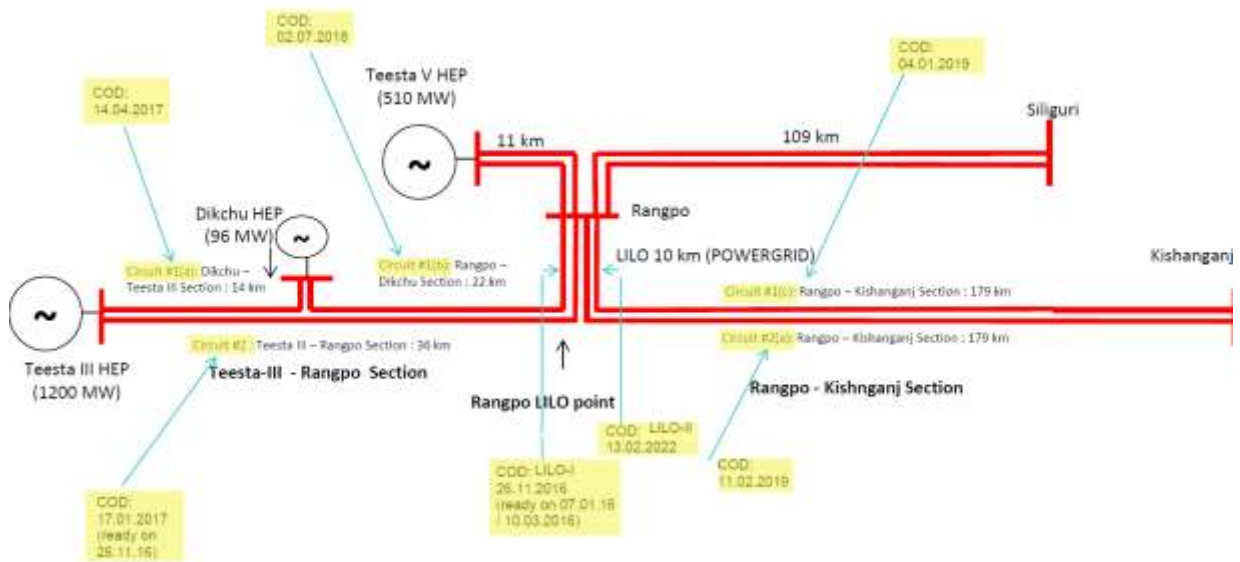 COD:
02.07.2018
COD:
04.01.2019
COD:
14.04.2017
Teesta V HEP
(510 MW)
Siliguri
11 km
109 km
~
Dikchu HEP
(96 MW)
~
Rangpo
LILO 10 km (POWERGRID)
Kishanganj
Circuit #1(a): Dikchu –
Teesta III Section : 14 km
Circuit #1(b): Rangpo –
Dikchu Section : 22 km
Circuit #1(c): Rangpo – Kishanganj Section : 179 km
~
Circuit #2 : Teesta III – Rangpo Section : 36 km
Circuit #2(a): Rangpo – Kishanganj Section : 179 km
Teesta III HEP
(1200 MW)
Teesta-III - Rangpo Section
Rangpo LILO point
Rangpo - Kishnganj Section
COD: LILO-II
13.02.2022
COD: LILO-I
26.11.2016
(ready on 07.01.16
/ 10.03.2016)
COD:
11.02.2019
COD:
17.01.2017
(ready on
26.11.16)